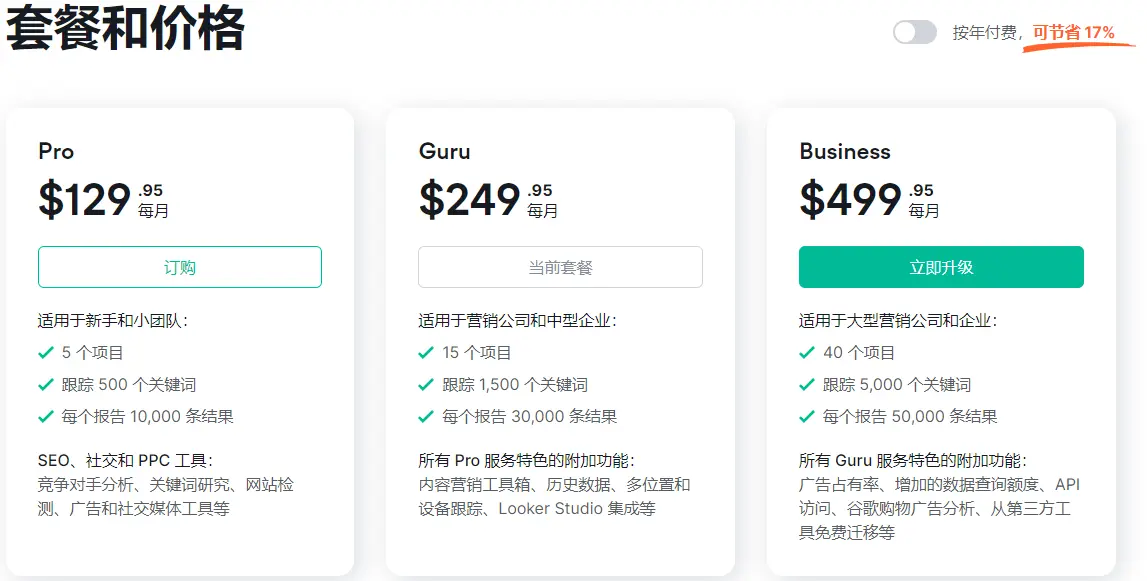 套餐和价格
按年付费，可节省 17%
Pro
$129 .95
每月
订购
适用于新手和小团队：
5 个项目
跟踪 500 个关键词
每个报告 10,000 条结果
SEO、社交和 PPC 工具：
竞争对手分析、关键词研究、网站检
测、广告和社交媒体工具等
Guru
$249 .95
每月
当前套餐
适用于营销公司和中型企业：
15 个项目
跟踪 1,500 个关键词
每个报告 30,000 条结果
所有 Pro 服务特色的附加功能：
内容营销工具箱、历史数据、多位置和
设备跟踪、Looker Studio 集成等
Business
$499 .95
每月
立即升级
适用于大型营销公司和企业：
40 个项目
跟踪 5,000 个关键词
每个报告 50,000 条结果
所有 Guru 服务特色的附加功能：
广告占有率、增加的数据查询额度、API
访问、谷歌购物广告分析、从第三方工
具免费迁移等